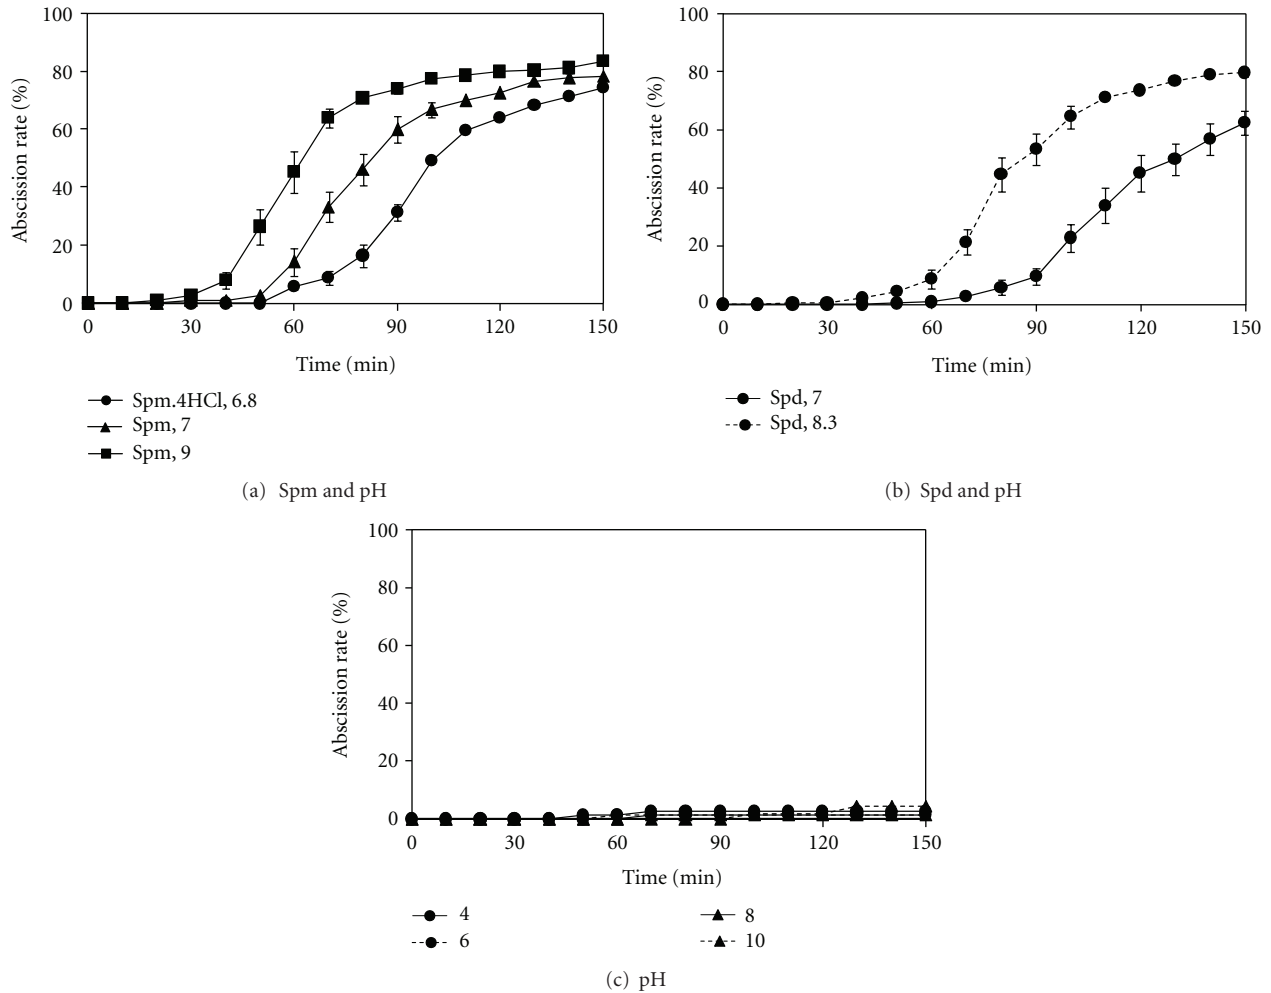 100
80
60
40
20
0
Abscission rate (%)
0 30 60 90 120 150
Time (min)
Spm.4HCl, 6.8
Spm, 7
Spm, 9
(a) Spm and pH
100
80
60
40
20
0
Abscission rate (%)
0 30 60 90 120 150
Time (min)
Spd, 7
Spd, 8.3
(b) Spd and pH
100
80
60
40
20
0
Abscission rate (%)
0 30 60 90 120 150
Time (min)
4 8
6 10
(c) pH